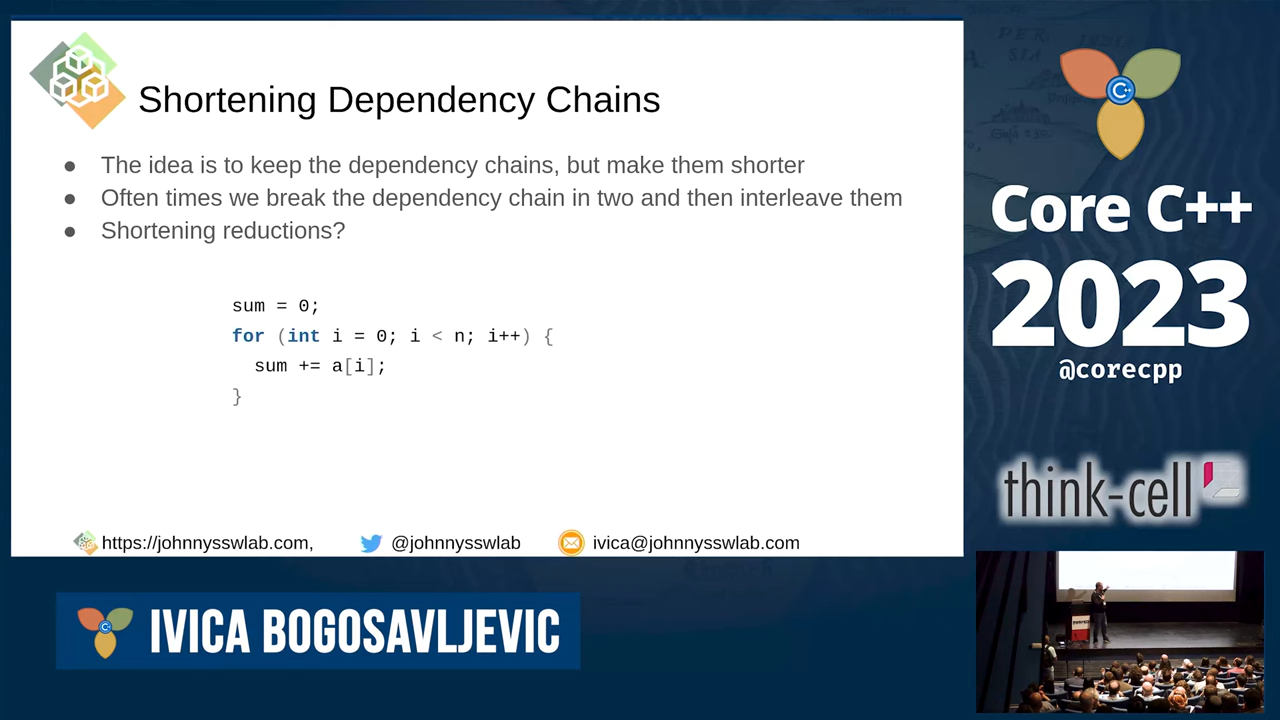 Shortening Dependency Chains
● The idea is to keep the dependency chains, but make them shorter
● Often times we break the dependency chain in two and then interleave them
● Shortening reductions?
sum = 0;
for (int i = 0; i < n; i++) {
  sum += a[i];
}
https://johnnysswlab.com,
@johnnysswlab
ivica@johnnysswlab.com
C++
Core C++
2023
@corecpp
think-cell
IVICA BOGOSAVLJEVIC